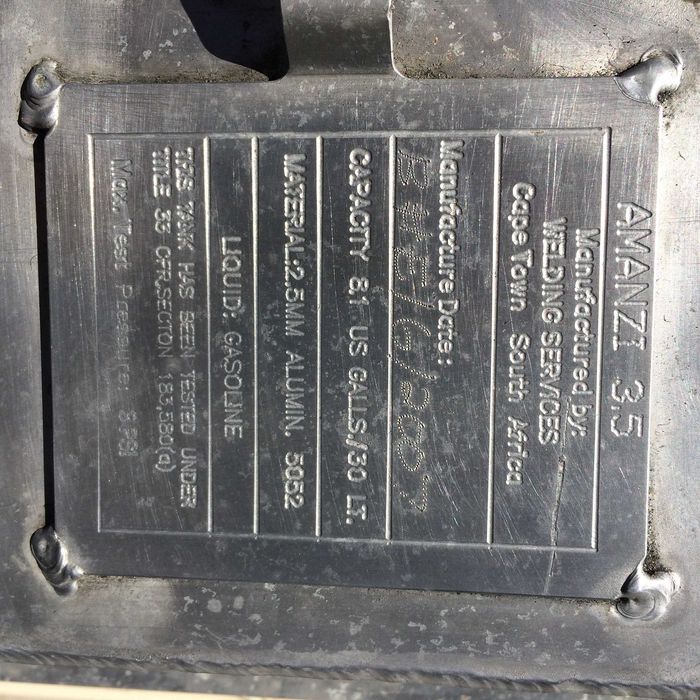 AMANZI 3.5
Manufactured by:
WELDING SERVICES
Cape Town South Africa
Manufacture Date:
2007
CAPACITY 8.1 US GALLS,/30 LT.
MATERIAL-2.5MM ALUMIN. 5052
LIQUID: GASOLINE
THIS TANK HAS BEEN TESTED UNDER
TITLE 33 CFR.SECTON 183,580(a)
Max. Test Pressure: 3 PSI